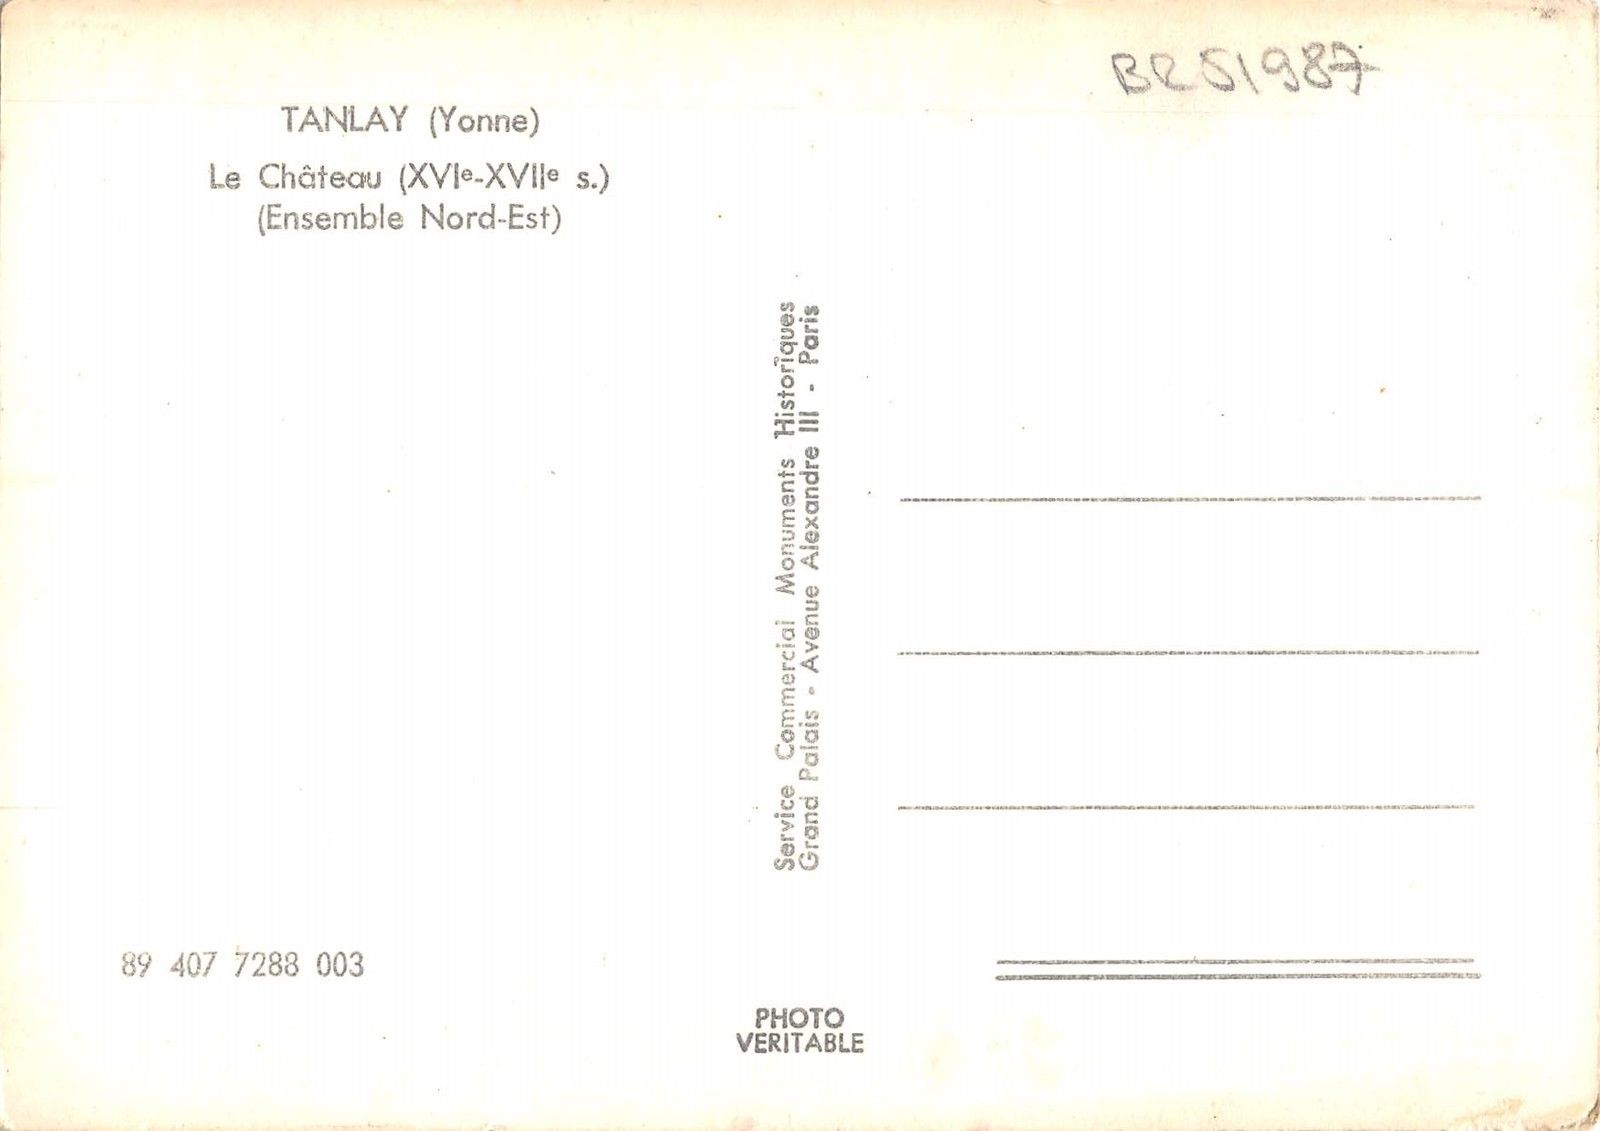 BR51987
TANLAY (Yonne)
Le Château (XVIe-XVIIe s.)
(Ensemble Nord-Est)
Service Commercial Monuments Historiques
Grand Palais - Avenue Alexandre III - Paris
89 407 7288 003
PHOTO
VERITABLE